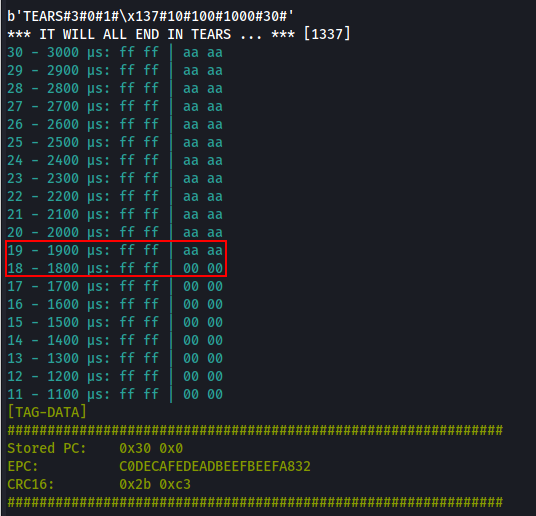 b'TEARS#3#0#1#\x137#10#100#1000#30#'
*** IT WILL ALL END IN TEARS ... *** [1337]
30 - 3000 µs: ff ff | aa aa
29 - 2900 µs: ff ff | aa aa
28 - 2800 µs: ff ff | aa aa
27 - 2700 µs: ff ff | aa aa
26 - 2600 µs: ff ff | aa aa
25 - 2500 µs: ff ff | aa aa
24 - 2400 µs: ff ff | aa aa
23 - 2300 µs: ff ff | aa aa
22 - 2200 µs: ff ff | aa aa
21 - 2100 µs: ff ff | aa aa
20 - 2000 µs: ff ff | aa aa
19 - 1900 µs: ff ff | aa aa
18 - 1800 µs: ff ff | 00 00
17 - 1700 µs: ff ff | 00 00
16 - 1600 µs: ff ff | 00 00
15 - 1500 µs: ff ff | 00 00
14 - 1400 µs: ff ff | 00 00
13 - 1300 µs: ff ff | 00 00
12 - 1200 µs: ff ff | 00 00
11 - 1100 µs: ff ff | 00 00
[TAG-DATA]
##############################################################
Stored PC:    0x30 0x0
EPC:          C0DECAFEDEADBEEFBEEFA832
CRC16:        0x2b 0xc3
##############################################################